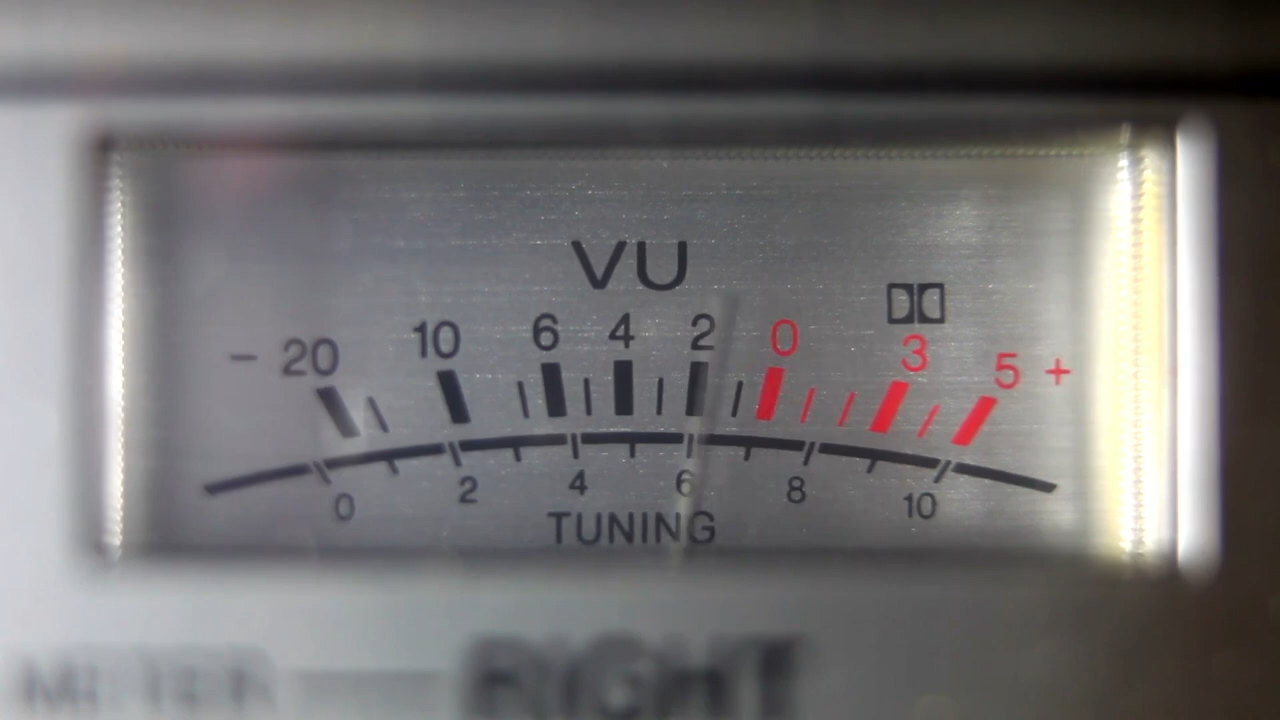 VU
− 20 10 6 4 2 0 3 5 +
0 2 4 6 8 10
TUNING
METER RIGHT